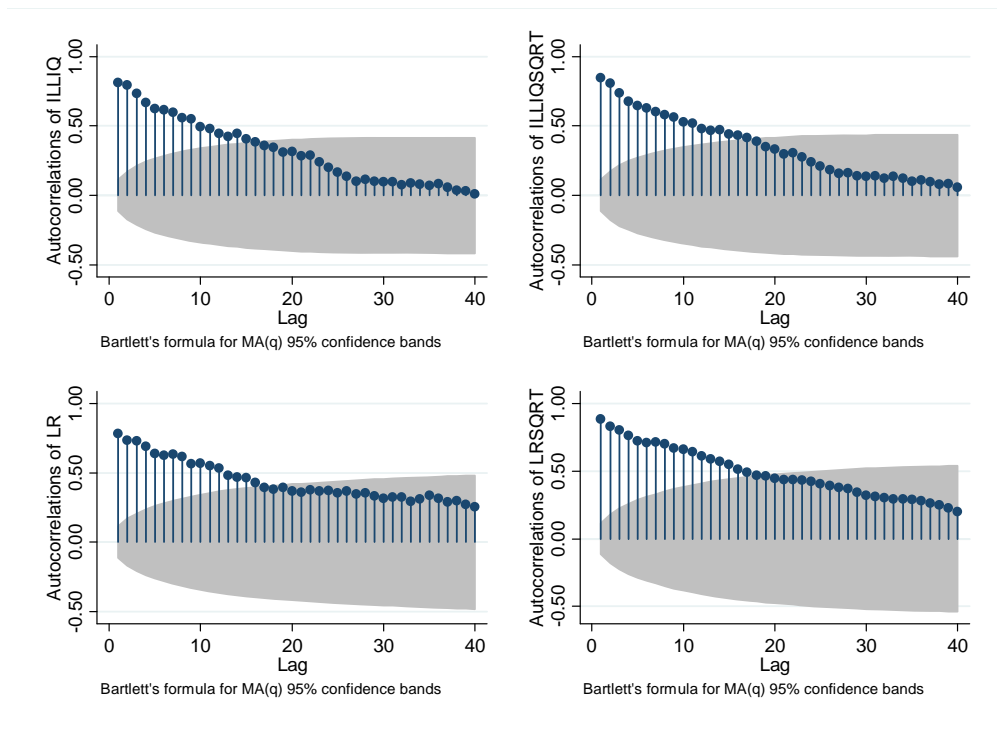 Autocorrelations of ILLIQ
1.00
0.50
0.00
-0.50
0 10 20 30 40
Lag
Bartlett's formula for MA(q) 95% confidence bands
Autocorrelations of ILLIQSQRT
1.00
0.50
0.00
-0.50
0 10 20 30 40
Lag
Bartlett's formula for MA(q) 95% confidence bands
Autocorrelations of LR
1.00
0.50
0.00
-0.50
0 10 20 30 40
Lag
Bartlett's formula for MA(q) 95% confidence bands
Autocorrelations of LRSQRT
1.00
0.50
0.00
-0.50
0 10 20 30 40
Lag
Bartlett's formula for MA(q) 95% confidence bands